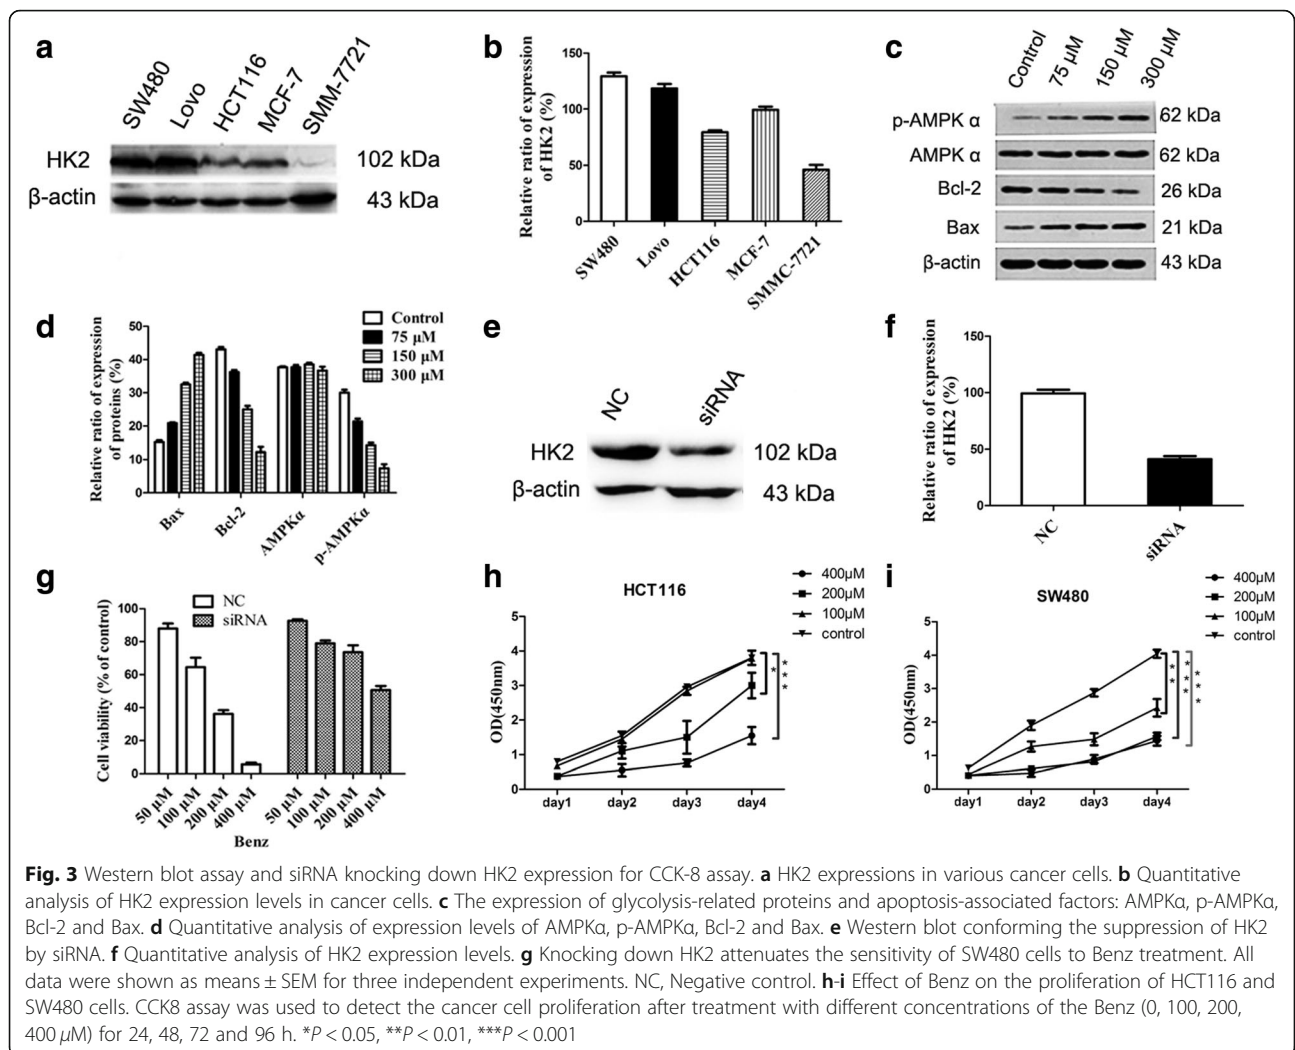 a
SW480
Lovo
HCT116
MCF-7
SMM-7721
HK2
102 kDa
β-actin
43 kDa
b
Relative ratio of expression
of HK2 (%)
150
100
50
0
SW480
Lovo
HCT116
MCF-7
SMMC-7721
c
Control
75 μM
150 μM
300 μM
p-AMPK α
62 kDa
AMPK α
62 kDa
Bcl-2
26 kDa
Bax
21 kDa
β-actin
43 kDa
d
Relative ratio of expression
of proteins (%)
50
40
30
20
10
0
Control
75 μM
150 μM
300 μM
Bax
Bcl-2
AMPKα
p-AMPKα
e
NC
siRNA
HK2
102 kDa
β-actin
43 kDa
f
Relative ratio of expression
of HK2 (%)
150
100
50
0
NC
siRNA
g
Cell viability (% of control)
100
80
60
40
20
0
NC
siRNA
50 μM
100 μM
200 μM
400 μM
50 μM
100 μM
200 μM
400 μM
Benz
h
HCT116
400μM
200μM
100μM
control
OD(450nm)
5
4
3
2
1
0
day1
day2
day3
day4
*
***
i
SW480
400μM
200μM
100μM
control
OD(450nm)
5
4
3
2
1
0
day1
day2
day3
day4
**
***
***
Fig. 3 Western blot assay and siRNA knocking down HK2 expression for CCK-8 assay. a HK2 expressions in various cancer cells. b Quantitative
analysis of HK2 expression levels in cancer cells. c The expression of glycolysis-related proteins and apoptosis-associated factors: AMPKα, p-AMPKα,
Bcl-2 and Bax. d Quantitative analysis of expression levels of AMPKα, p-AMPKα, Bcl-2 and Bax. e Western blot conforming the suppression of HK2
by siRNA. f Quantitative analysis of HK2 expression levels. g Knocking down HK2 attenuates the sensitivity of SW480 cells to Benz treatment. All
data were shown as means ± SEM for three independent experiments. NC, Negative control. h-i Effect of Benz on the proliferation of HCT116 and
SW480 cells. CCK8 assay was used to detect the cancer cell proliferation after treatment with different concentrations of the Benz (0, 100, 200,
400 μM) for 24, 48, 72 and 96 h. *P < 0.05, **P < 0.01, ***P < 0.001